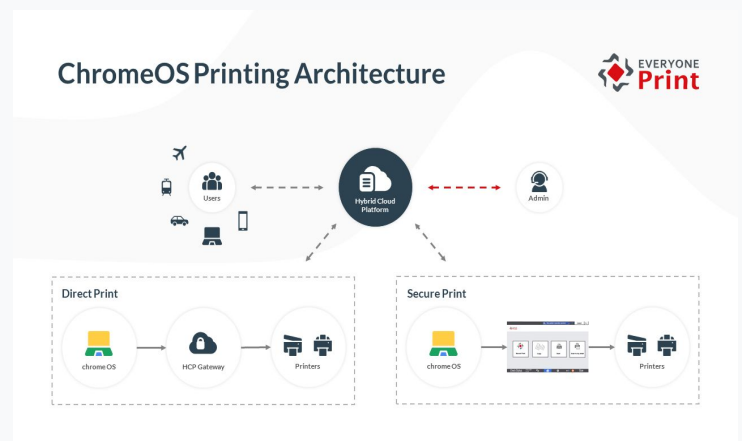 ChromeOS Printing Architecture
EVERYONE
Print
Users
Hybrid Cloud
Platform
Admin
Direct Print
chrome OS
HCP Gateway
Printers
Secure Print
chrome OS
Printers